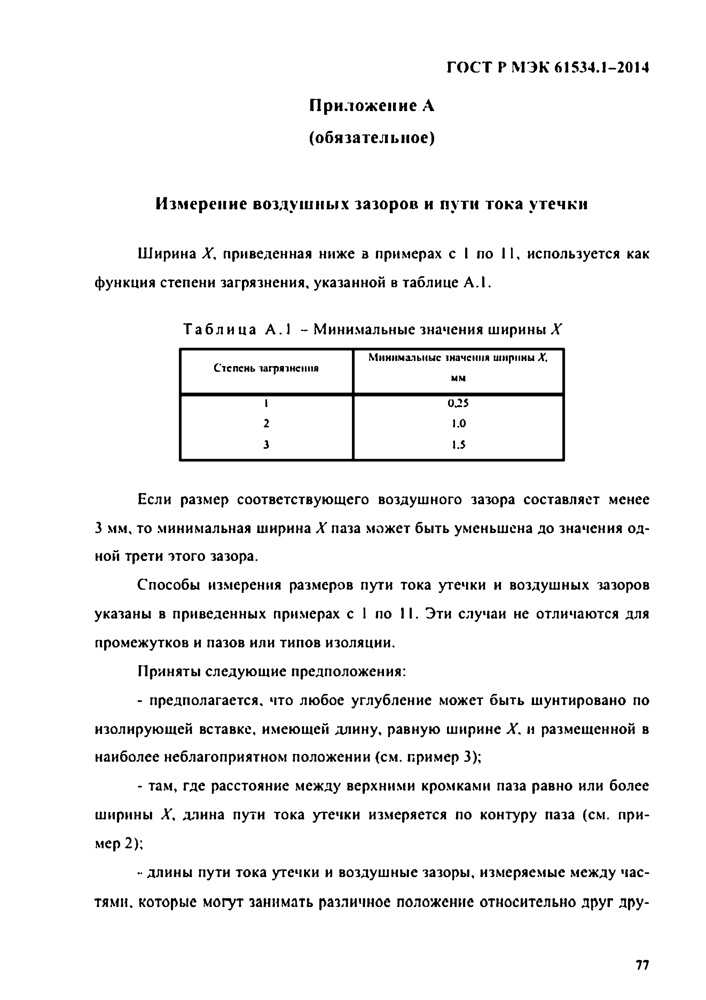 ГОСТ Р МЭК 61534.1–2014
Приложение А
(обязательное)
Измерение воздушных зазоров и пути тока утечки
Ширина X, приведенная ниже в примерах с 1 по 11, используется как
функция степени загрязнения, указанной в таблице А.1.
Таблица А.1 – Минимальные значения ширины X
Степень загрязнения
Минимальные значения ширины X,
мм
1 0,25
2 1,0
3 1,5
Если размер соответствующего воздушного зазора составляет менее
3 мм, то минимальная ширина X паза может быть уменьшена до значения од-
ной трети этого зазора.
Способы измерения размеров пути тока утечки и воздушных зазоров
указаны в приведенных примерах с 1 по 11. Эти случаи не отличаются для
промежутков и пазов или типов изоляции.
Приняты следующие предположения:
- предполагается, что любое углубление может быть шунтировано по
изолирующей вставке, имеющей длину, равную ширине X, и размещенной в
наиболее неблагоприятном положении (см. пример 3);
- там, где расстояние между верхними кромками паза равно или более
ширины X, длина пути тока утечки измеряется по контуру паза (см. при-
мер 2);
- длины пути тока утечки и воздушные зазоры, измеряемые между час-
тями, которые могут занимать различное положение относительно друг дру-
77